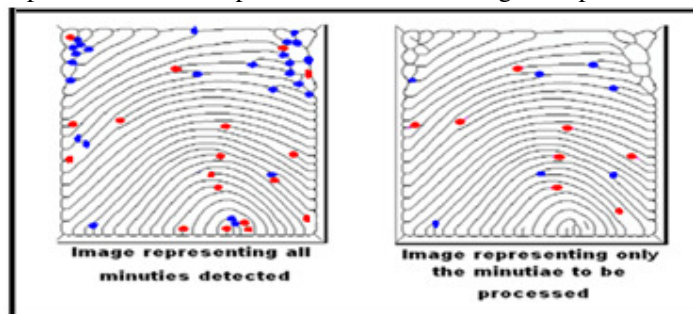 Image representing all
minuties detected
Image representing only
the minutiae to be
processed